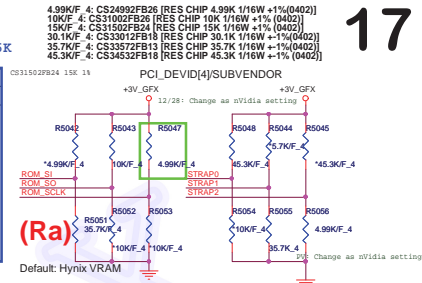 4.99K/F_4: CS24992FB26 [RES CHIP 4.99K 1/16W +1%(0402)]
10K/F_4: CS31002FB26 [RES CHIP 10K 1/16W +1% (0402)]
15K/F_4: CS31502FB24 [RES CHIP 15K 1/16W +1% (0402)]
30.1K/F_4: CS33012FB18 [RES CHIP 30.1K 1/16W +-1% (0402)]
35.7K/F_4: CS33572FB13 [RES CHIP 35.7K 1/16W +-1%(0402)]
45.3K/F_4: CS34532FB18 [RES CHIP 45.3K 1/16W +-1% (0402)]
17
5K
CS31502FB24 15K 1%
PCI_DEVID[4]/SUBVENDOR
+3V_GFX
+3V_GFX
12/28: Change as nVidia setting
R5042
R5043
R5047
R5048
R5044
R5045
*5.7K/F_4
*4.99K/F_4
10K/F_4
4.99K/F_4
45.3K/F_4
*45.3K/F_4
ROM_SI
ROM_SO
ROM_SCLK
STRAP0
STRAP1
STRAP2
R5051
R5052
R5053
R5054
R5055
R5056
(Ra)
35.7K/F_4
*10K/F_4
*10K/F_4
*10K/F_4
35.7K_4
4.99K/F_4
PV: Change as nVidia setting
Default: Hynix VRAM